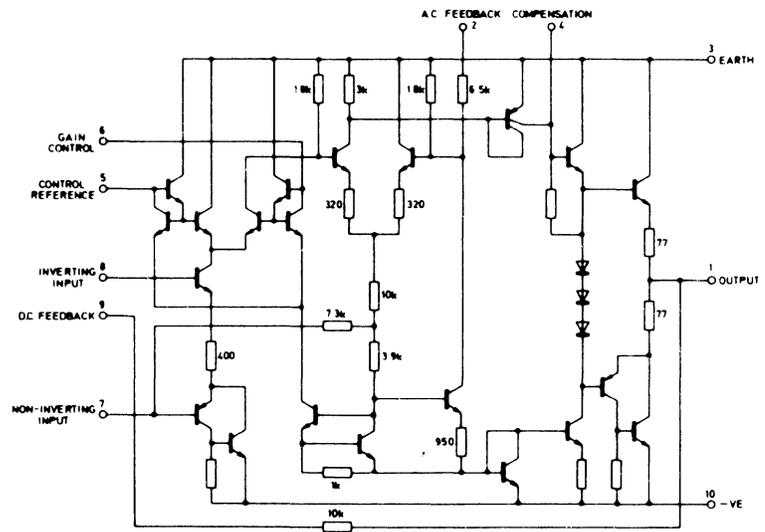 A.C FEEDBACK COMPENSATION
2 4
3
EARTH
1.8k 3k 1.8k 6.5k
6
GAIN
CONTROL
5
CONTROL
REFERENCE
320 320
77
8
INVERTING
INPUT
1
OUTPUT
10k
9
D.C FEEDBACK
7.3k
77
400
3.9k
7
NON-INVERTING
INPUT
950
1k
10
-VE
10k